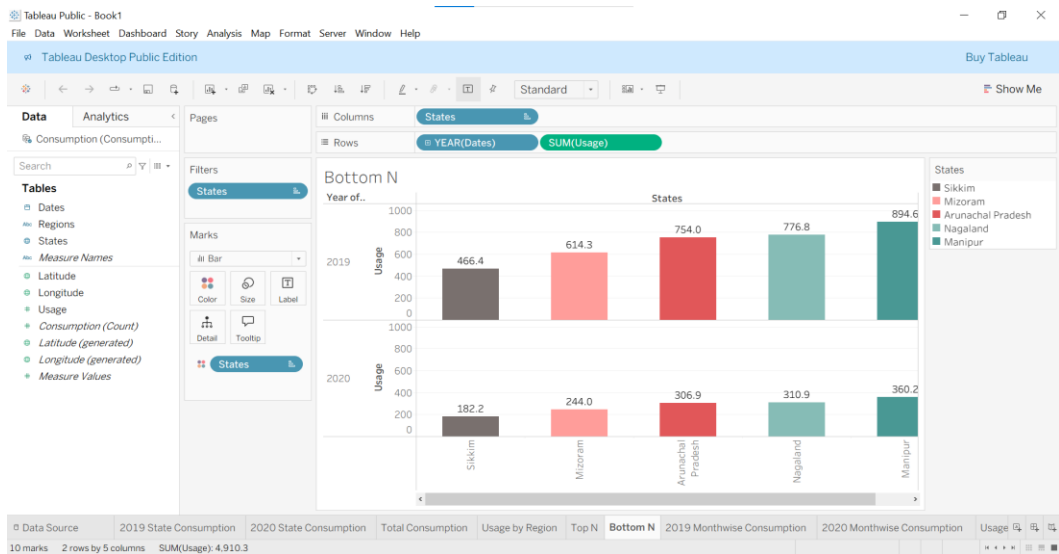 Tableau Public - Book1
File Data Worksheet Dashboard Story Analysis Map Format Server Window Help
Tableau Desktop Public Edition
Buy Tableau
Standard
Show Me
Data Analytics
Consumption (Consumpti...
Search
Tables
Dates
Abc Regions
States
Abc Measure Names
Latitude
Longitude
Usage
Consumption (Count)
Latitude (generated)
Longitude (generated)
Measure Values
Pages
Filters
States
Marks
Bar
Color Size Label
Detail Tooltip
States
Columns States
Rows YEAR(Dates) SUM(Usage)
Bottom N
Year of.. States
2019
Usage
1000
800
600
400
200
0
466.4 614.3 754.0 776.8 894.6
2020
Usage
1000
800
600
400
200
0
182.2 244.0 306.9 310.9 360.2
Sikkim
Mizoram
Arunachal
Pradesh
Nagaland
Manipur
States
Sikkim
Mizoram
Arunachal Pradesh
Nagaland
Manipur
Data Source 2019 State Consumption 2020 State Consumption Total Consumption Usage by Region Top N Bottom N 2019 Monthwise Consumption 2020 Monthwise Consumption Usage
10 marks 2 rows by 5 columns SUM(Usage): 4,910.3